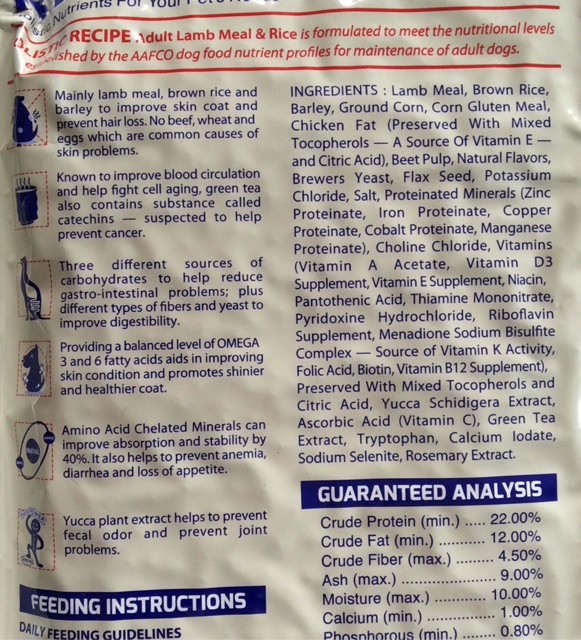 Nutrients For Your
RECIPE Adult Lamb Meal & Rice is formulated to meet the nutritional levels
established by the AAFCO dog food nutrient profiles for maintenance of adult dogs.
Mainly lamb meal, brown rice and
barley to improve skin coat and
prevent hair loss. No beef, wheat and
eggs which are common causes of
skin problems.
Known to improve blood circulation
and help fight cell aging, green tea
also contains substance called
catechins — suspected to help
prevent cancer.
Three different sources of
carbohydrates to help reduce
gastro-intestinal problems; plus
different types of fibers and yeast to
improve digestibility.
Providing a balanced level of OMEGA
3 and 6 fatty acids aids in improving
skin condition and promotes shinier
and healthier coat.
Amino Acid Chelated Minerals can
improve absorption and stability by
40%. It also helps to prevent anemia,
diarrhea and loss of appetite.
Yucca plant extract helps to prevent
fecal odor and prevent joint
problems.
FEEDING INSTRUCTIONS
DAILY FEEDING GUIDELINES
INGREDIENTS : Lamb Meal, Brown Rice,
Barley, Ground Corn, Corn Gluten Meal,
Chicken Fat (Preserved With Mixed
Tocopherols — A Source Of Vitamin E —
and Citric Acid), Beet Pulp, Natural Flavors,
Brewers Yeast, Flax Seed, Potassium
Chloride, Salt, Proteinated Minerals (Zinc
Proteinate, Iron Proteinate, Copper
Proteinate, Cobalt Proteinate, Manganese
Proteinate), Choline Chloride, Vitamins
(Vitamin A Acetate, Vitamin D3
Supplement, Vitamin E Supplement, Niacin,
Pantothenic Acid, Thiamine Mononitrate,
Pyridoxine Hydrochloride, Riboflavin
Supplement, Menadione Sodium Bisulfite
Complex — Source of Vitamin K Activity,
Folic Acid, Biotin, Vitamin B12 Supplement),
Preserved With Mixed Tocopherols and
Citric Acid, Yucca Schidigera Extract,
Ascorbic Acid (Vitamin C), Green Tea
Extract, Tryptophan, Calcium Iodate,
Sodium Selenite, Rosemary Extract.
GUARANTEED ANALYSIS
Crude Protein (min.) ..... 22.00%
Crude Fat (min.) ........... 12.00%
Crude Fiber (max.) ........ 4.50%
Ash (max.) ...................... 9.00%
Moisture (max.) ........... 10.00%
Calcium (min.) ............... 1.00%
Phosphorous (min.) ....... 0.80%